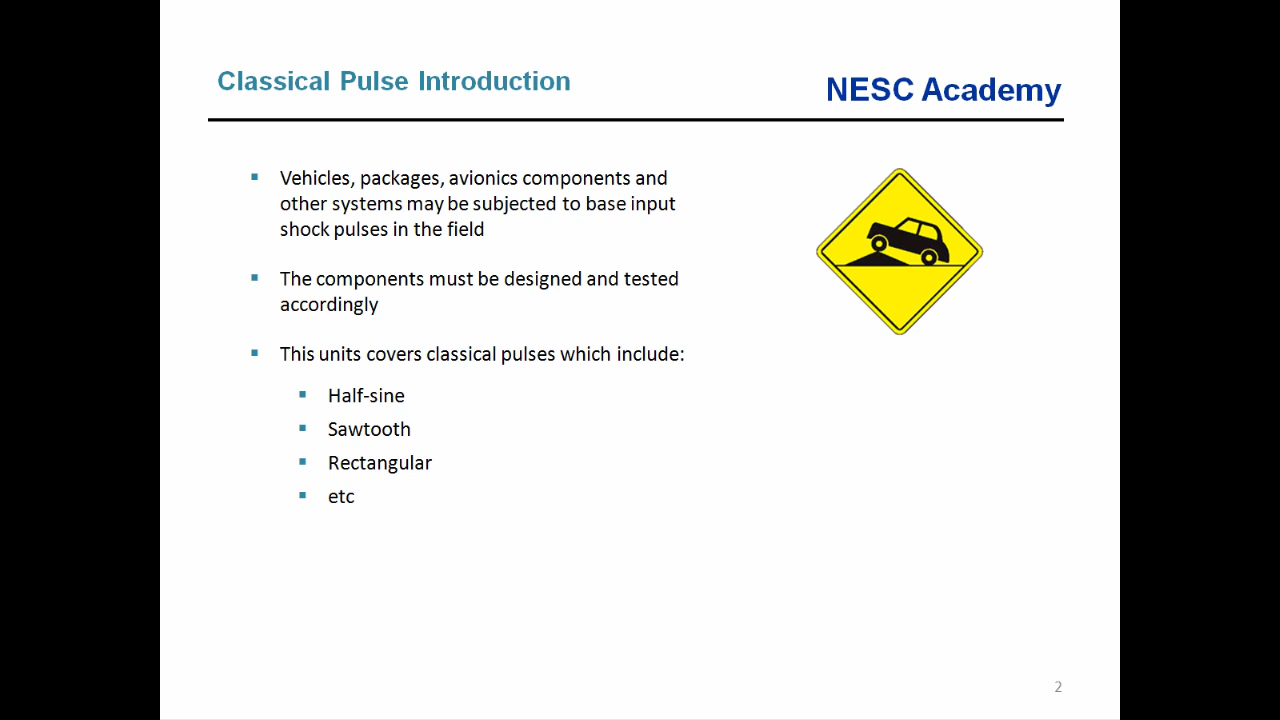 Classical Pulse Introduction
NESC Academy
Vehicles, packages, avionics components and
other systems may be subjected to base input
shock pulses in the field
The components must be designed and tested
accordingly
This units covers classical pulses which include:
Half-sine
Sawtooth
Rectangular
etc
2